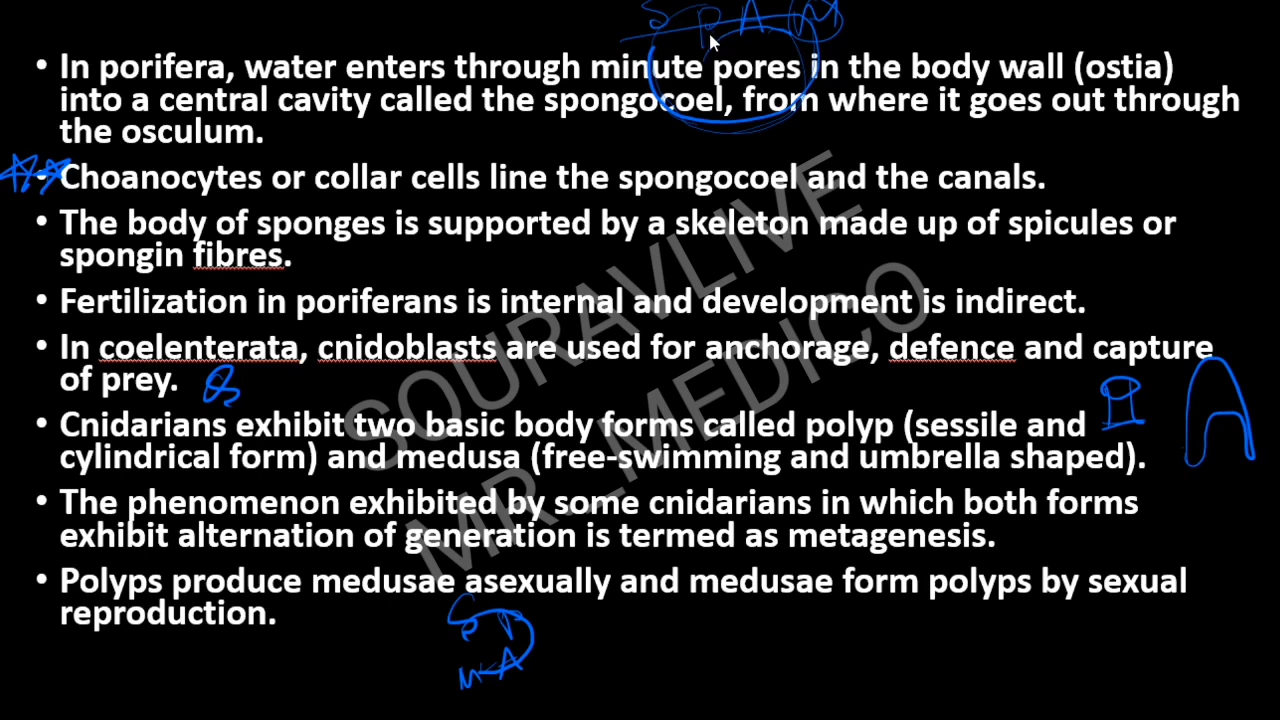 S P A M
• In porifera, water enters through minute pores in the body wall (ostia)
into a central cavity called the spongocoel, from where it goes out through
the osculum.
• Choanocytes or collar cells line the spongocoel and the canals.
• The body of sponges is supported by a skeleton made up of spicules or
spongin fibres.
• Fertilization in poriferans is internal and development is indirect.
• In coelenterata, cnidoblasts are used for anchorage, defence and capture
of prey.
• Cnidarians exhibit two basic body forms called polyp (sessile and
cylindrical form) and medusa (free-swimming and umbrella shaped).
• The phenomenon exhibited by some cnidarians in which both forms
exhibit alternation of generation is termed as metagenesis.
• Polyps produce medusae asexually and medusae form polyps by sexual
reproduction.
S P
M A
SOURAVLIVE
MR_MEDICO